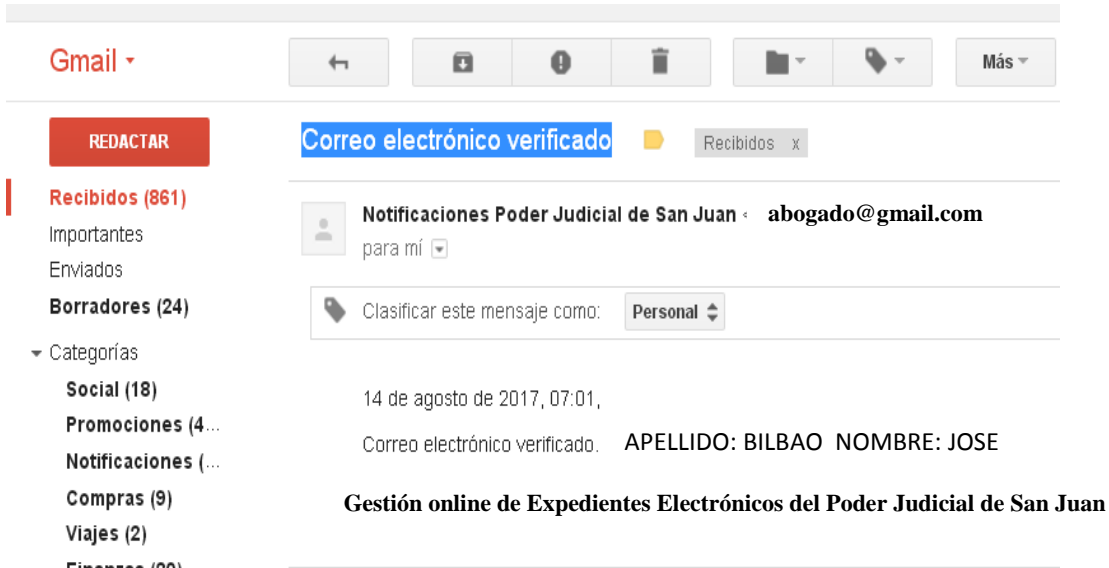 Gmail
Más
REDACTAR
Correo electrónico verificado
Recibidos x
Recibidos (861)
Importantes
Enviados
Borradores (24)
Categorías
Social (18)
Promociones (4...
Notificaciones (...
Compras (9)
Viajes (2)
Notificaciones Poder Judicial de San Juan < abogado@gmail.com
para mí
Clasificar este mensaje como: Personal
14 de agosto de 2017, 07:01,
Correo electrónico verificado. APELLIDO: BILBAO NOMBRE: JOSE
Gestión online de Expedientes Electrónicos del Poder Judicial de San Juan